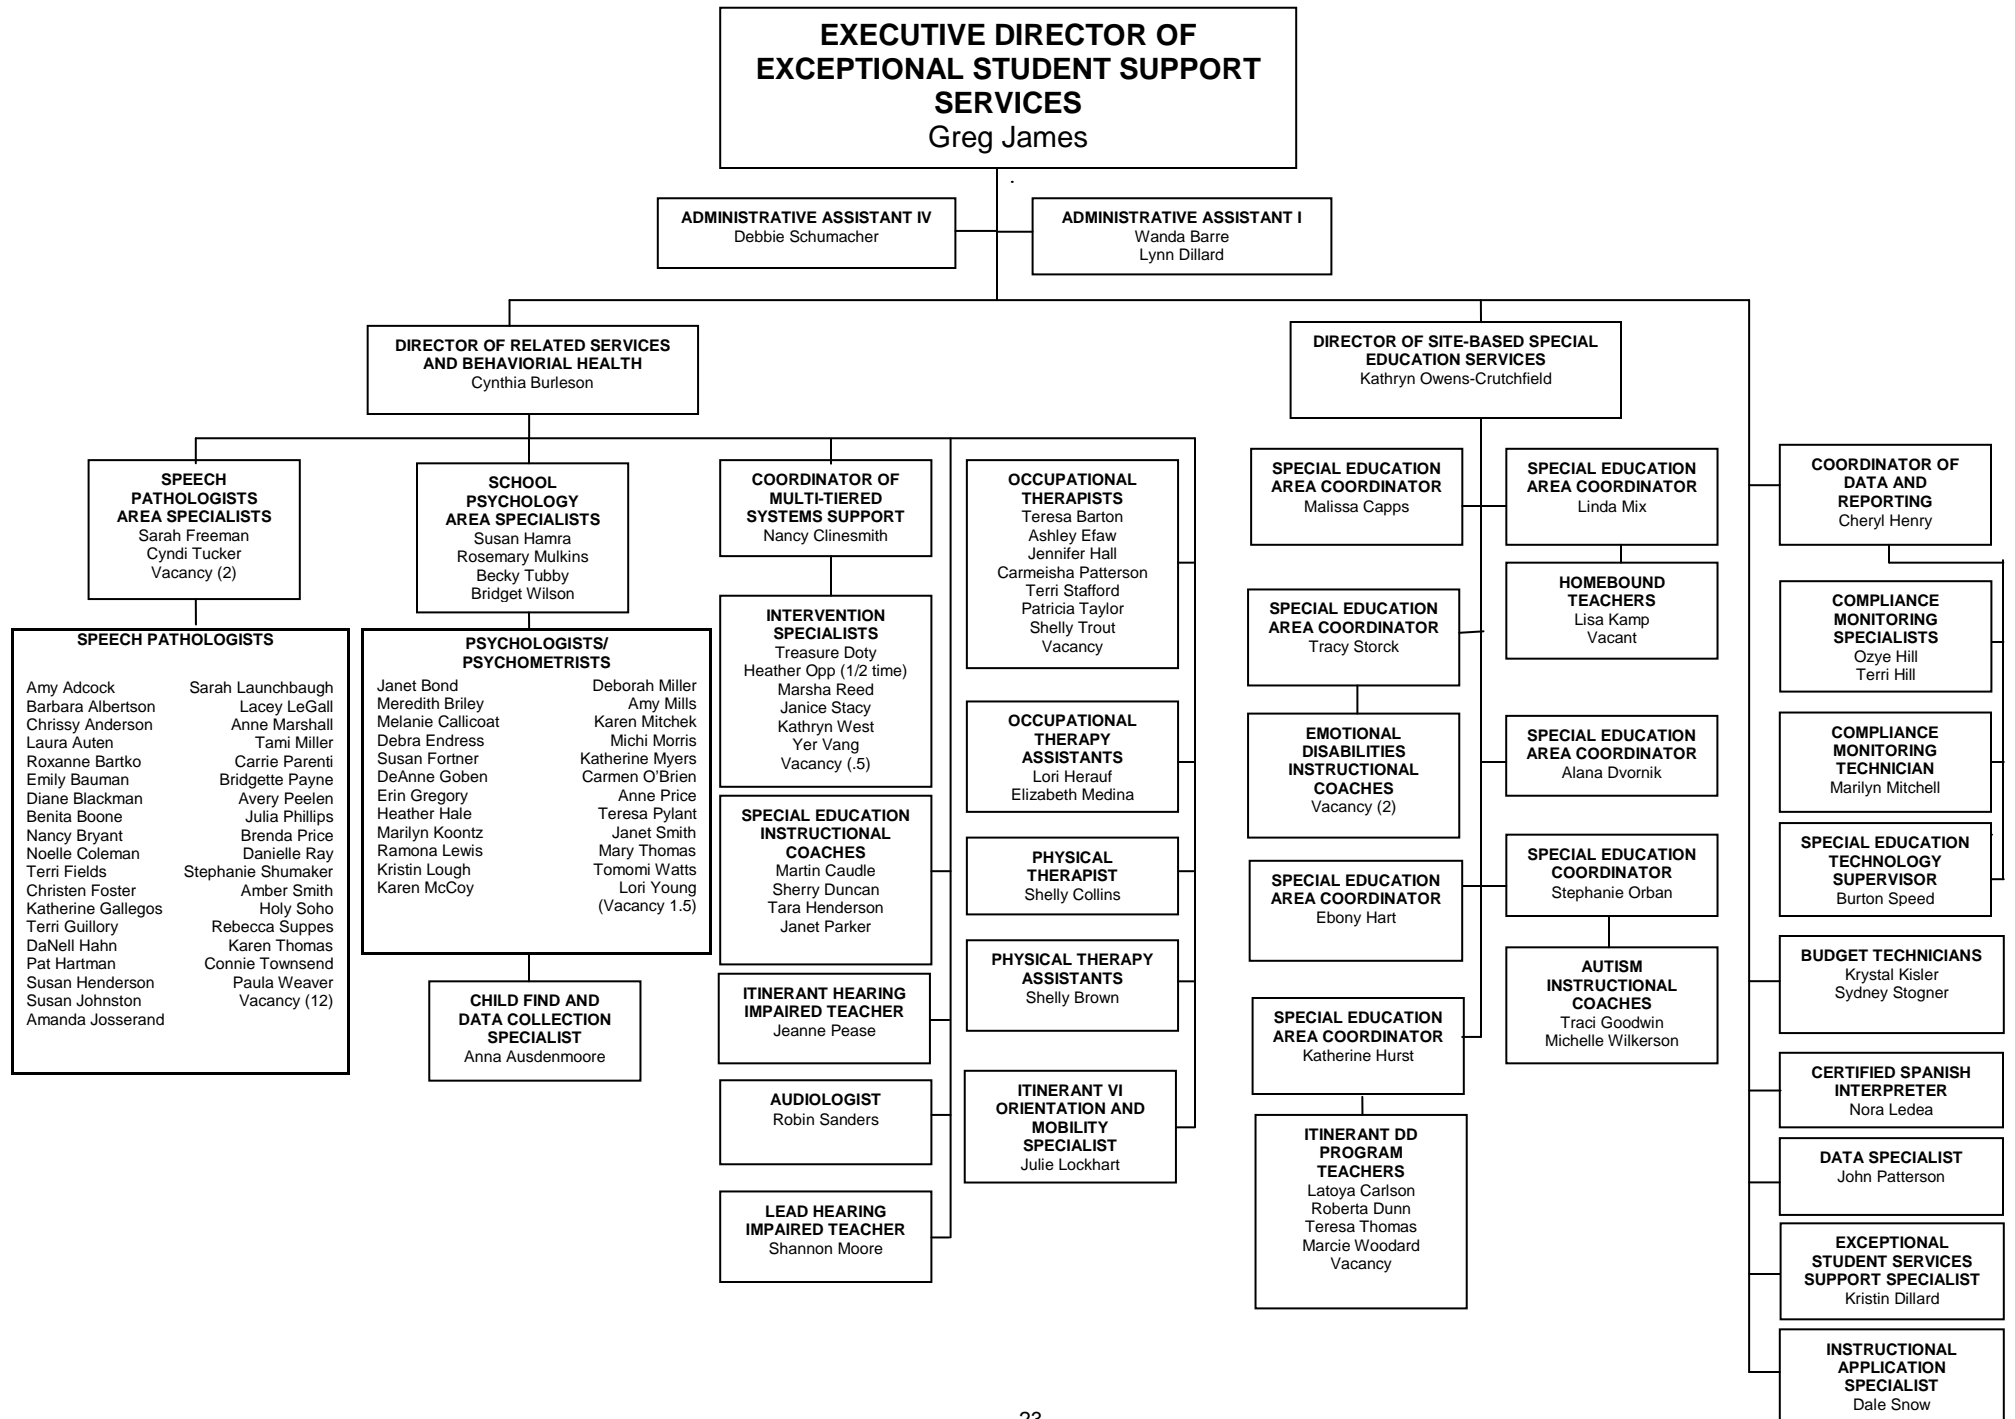 EXECUTIVE DIRECTOR OF
EXCEPTIONAL STUDENT SUPPORT
SERVICES
Greg James
ADMINISTRATIVE ASSISTANT IV
Debbie Schumacher
ADMINISTRATIVE ASSISTANT I
Wanda Barre
Lynn Dillard
DIRECTOR OF RELATED SERVICES
AND BEHAVIORIAL HEALTH
Cynthia Burleson
DIRECTOR OF SITE-BASED SPECIAL
EDUCATION SERVICES
Kathryn Owens-Crutchfield
SPEECH
PATHOLOGISTS
AREA SPECIALISTS
Sarah Freeman
Cyndi Tucker
Vacancy (2)
SPEECH PATHOLOGISTS
Amy Adcock
Barbara Albertson
Chrissy Anderson
Laura Auten
Roxanne Bartko
Emily Bauman
Diane Blackman
Benita Boone
Nancy Bryant
Noelle Coleman
Terri Fields
Christen Foster
Katherine Gallegos
Terri Guillory
DaNell Hahn
Pat Hartman
Susan Henderson
Susan Johnston
Amanda Josserand
Sarah Launchbaugh
Lacey LeGall
Anne Marshall
Tami Miller
Carrie Parenti
Bridgette Payne
Avery Peelen
Julia Phillips
Brenda Price
Danielle Ray
Stephanie Shumaker
Amber Smith
Holy Soho
Rebecca Suppes
Karen Thomas
Connie Townsend
Paula Weaver
Vacancy (12)
SCHOOL
PSYCHOLOGY
AREA SPECIALISTS
Susan Hamra
Rosemary Mulkins
Becky Tubby
Bridget Wilson
PSYCHOLOGISTS/
PSYCHOMETRISTS
Janet Bond
Meredith Briley
Melanie Callicoat
Debra Endress
Susan Fortner
DeAnne Goben
Erin Gregory
Heather Hale
Marilyn Koontz
Ramona Lewis
Kristin Lough
Karen McCoy
Deborah Miller
Amy Mills
Karen Mitchek
Michi Morris
Katherine Myers
Carmen O'Brien
Anne Price
Teresa Pylant
Janet Smith
Mary Thomas
Tomomi Watts
Lori Young
(Vacancy 1.5)
CHILD FIND AND
DATA COLLECTION
SPECIALIST
Anna Ausdenmoore
COORDINATOR OF
MULTI-TIERED
SYSTEMS SUPPORT
Nancy Clinesmith
INTERVENTION
SPECIALISTS
Treasure Doty
Heather Opp (1/2 time)
Marsha Reed
Janice Stacy
Kathryn West
Yer Vang
Vacancy (.5)
SPECIAL EDUCATION
INSTRUCTIONAL
COACHES
Martin Caudle
Sherry Duncan
Tara Henderson
Janet Parker
ITINERANT HEARING
IMPAIRED TEACHER
Jeanne Pease
AUDIOLOGIST
Robin Sanders
LEAD HEARING
IMPAIRED TEACHER
Shannon Moore
OCCUPATIONAL
THERAPISTS
Teresa Barton
Ashley Efaw
Jennifer Hall
Carmeisha Patterson
Terri Stafford
Patricia Taylor
Shelly Trout
Vacancy
OCCUPATIONAL
THERAPY
ASSISTANTS
Lori Herauf
Elizabeth Medina
PHYSICAL
THERAPIST
Shelly Collins
PHYSICAL THERAPY
ASSISTANTS
Shelly Brown
ITINERANT VI
ORIENTATION AND
MOBILITY
SPECIALIST
Julie Lockhart
SPECIAL EDUCATION
AREA COORDINATOR
Malissa Capps
SPECIAL EDUCATION
AREA COORDINATOR
Linda Mix
HOMEBOUND
TEACHERS
Lisa Kamp
Vacant
SPECIAL EDUCATION
AREA COORDINATOR
Tracy Storck
EMOTIONAL
DISABILITIES
INSTRUCTIONAL
COACHES
Vacancy (2)
SPECIAL EDUCATION
AREA COORDINATOR
Alana Dvornik
SPECIAL EDUCATION
AREA COORDINATOR
Ebony Hart
SPECIAL EDUCATION
COORDINATOR
Stephanie Orban
AUTISM
INSTRUCTIONAL
COACHES
Traci Goodwin
Michelle Wilkerson
SPECIAL EDUCATION
AREA COORDINATOR
Katherine Hurst
ITINERANT DD
PROGRAM
TEACHERS
Latoya Carlson
Roberta Dunn
Teresa Thomas
Marcie Woodard
Vacancy
COORDINATOR OF
DATA AND
REPORTING
Cheryl Henry
COMPLIANCE
MONITORING
SPECIALISTS
Ozye Hill
Terri Hill
COMPLIANCE
MONITORING
TECHNICIAN
Marilyn Mitchell
SPECIAL EDUCATION
TECHNOLOGY
SUPERVISOR
Burton Speed
BUDGET TECHNICIANS
Krystal Kisler
Sydney Stogner
CERTIFIED SPANISH
INTERPRETER
Nora Ledea
DATA SPECIALIST
John Patterson
EXCEPTIONAL
STUDENT SERVICES
SUPPORT SPECIALIST
Kristin Dillard
INSTRUCTIONAL
APPLICATION
SPECIALIST
Dale Snow
23